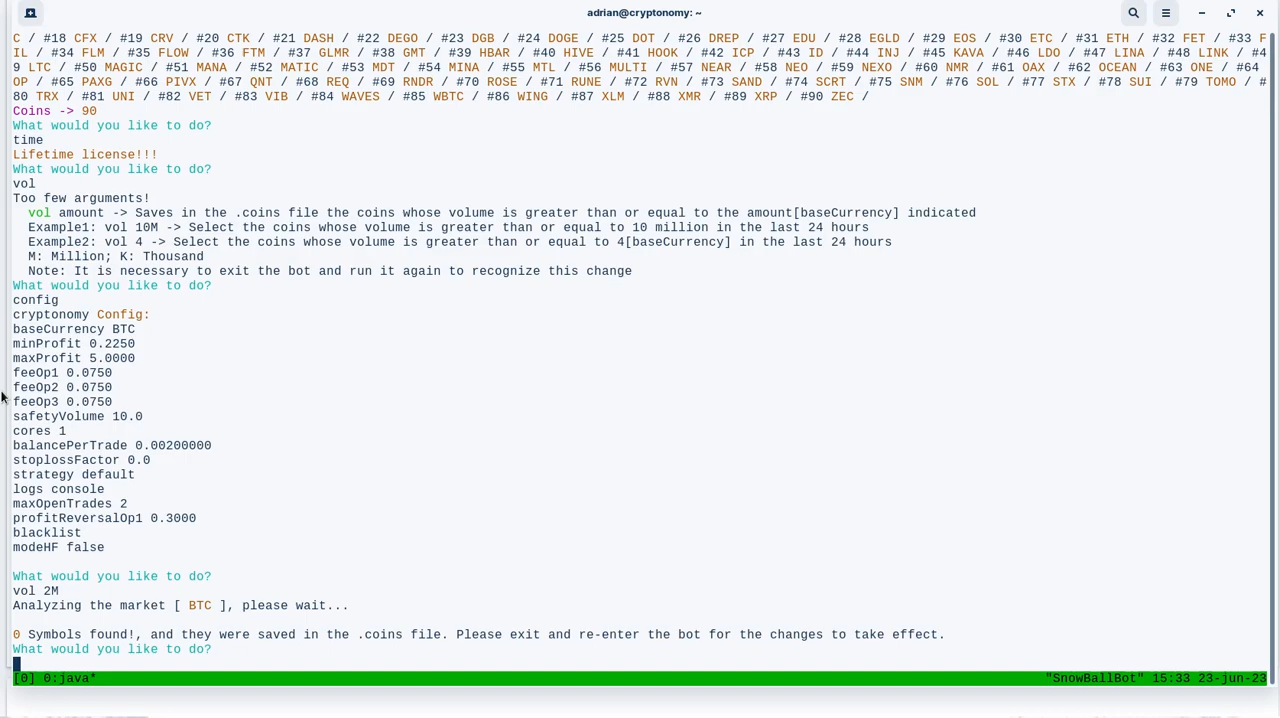 adrian@cryptonomy: ~
C / #18 CFX / #19 CRV / #20 CTK / #21 DASH / #22 DEGO / #23 DGB / #24 DOGE / #25 DOT / #26 DREP / #27 EDU / #28 EGLD / #29 EOS / #30 ETC / #31 ETH / #32 FET / #33 F
IL / #34 FLM / #35 FLOW / #36 FTM / #37 GLMR / #38 GMT / #39 HBAR / #40 HIVE / #41 HOOK / #42 ICP / #43 ID / #44 INJ / #45 KAVA / #46 LDO / #47 LINA / #48 LINK / #4
9 LTC / #50 MAGIC / #51 MANA / #52 MATIC / #53 MDT / #54 MINA / #55 MTL / #56 MULTI / #57 NEAR / #58 NEO / #59 NEXO / #60 NMR / #61 OAX / #62 OCEAN / #63 ONE / #64
OP / #65 PAXG / #66 PIVX / #67 QNT / #68 REQ / #69 RNDR / #70 ROSE / #71 RUNE / #72 RVN / #73 SAND / #74 SCRT / #75 SNM / #76 SOL / #77 STX / #78 SUI / #79 TOMO / #
80 TRX / #81 UNI / #82 VET / #83 VIB / #84 WAVES / #85 WBTC / #86 WING / #87 XLM / #88 XMR / #89 XRP / #90 ZEC /
Coins -> 90
What would you like to do?
time
Lifetime license!!!
What would you like to do?
vol
Too few arguments!
vol amount -> Saves in the .coins file the coins whose volume is greater than or equal to the amount[baseCurrency] indicated
Example1: vol 10M -> Select the coins whose volume is greater than or equal to 10 million in the last 24 hours
Example2: vol 4 -> Select the coins whose volume is greater than or equal to 4[baseCurrency] in the last 24 hours
M: Million; K: Thousand
Note: It is necessary to exit the bot and run it again to recognize this change
What would you like to do?
config
cryptonomy Config:
baseCurrency BTC
minProfit 0.2250
maxProfit 5.0000
feeOp1 0.0750
feeOp2 0.0750
feeOp3 0.0750
safetyVolume 10.0
cores 1
balancePerTrade 0.00200000
stoplossFactor 0.0
strategy default
logs console
maxOpenTrades 2
profitReversalOp1 0.3000
blacklist
modeHF false
What would you like to do?
vol 2M
Analyzing the market [ BTC ], please wait...
0 Symbols found!, and they were saved in the .coins file. Please exit and re-enter the bot for the changes to take effect.
What would you like to do?
[0] 0:java* "SnowBallBot" 15:33 23-jun-23